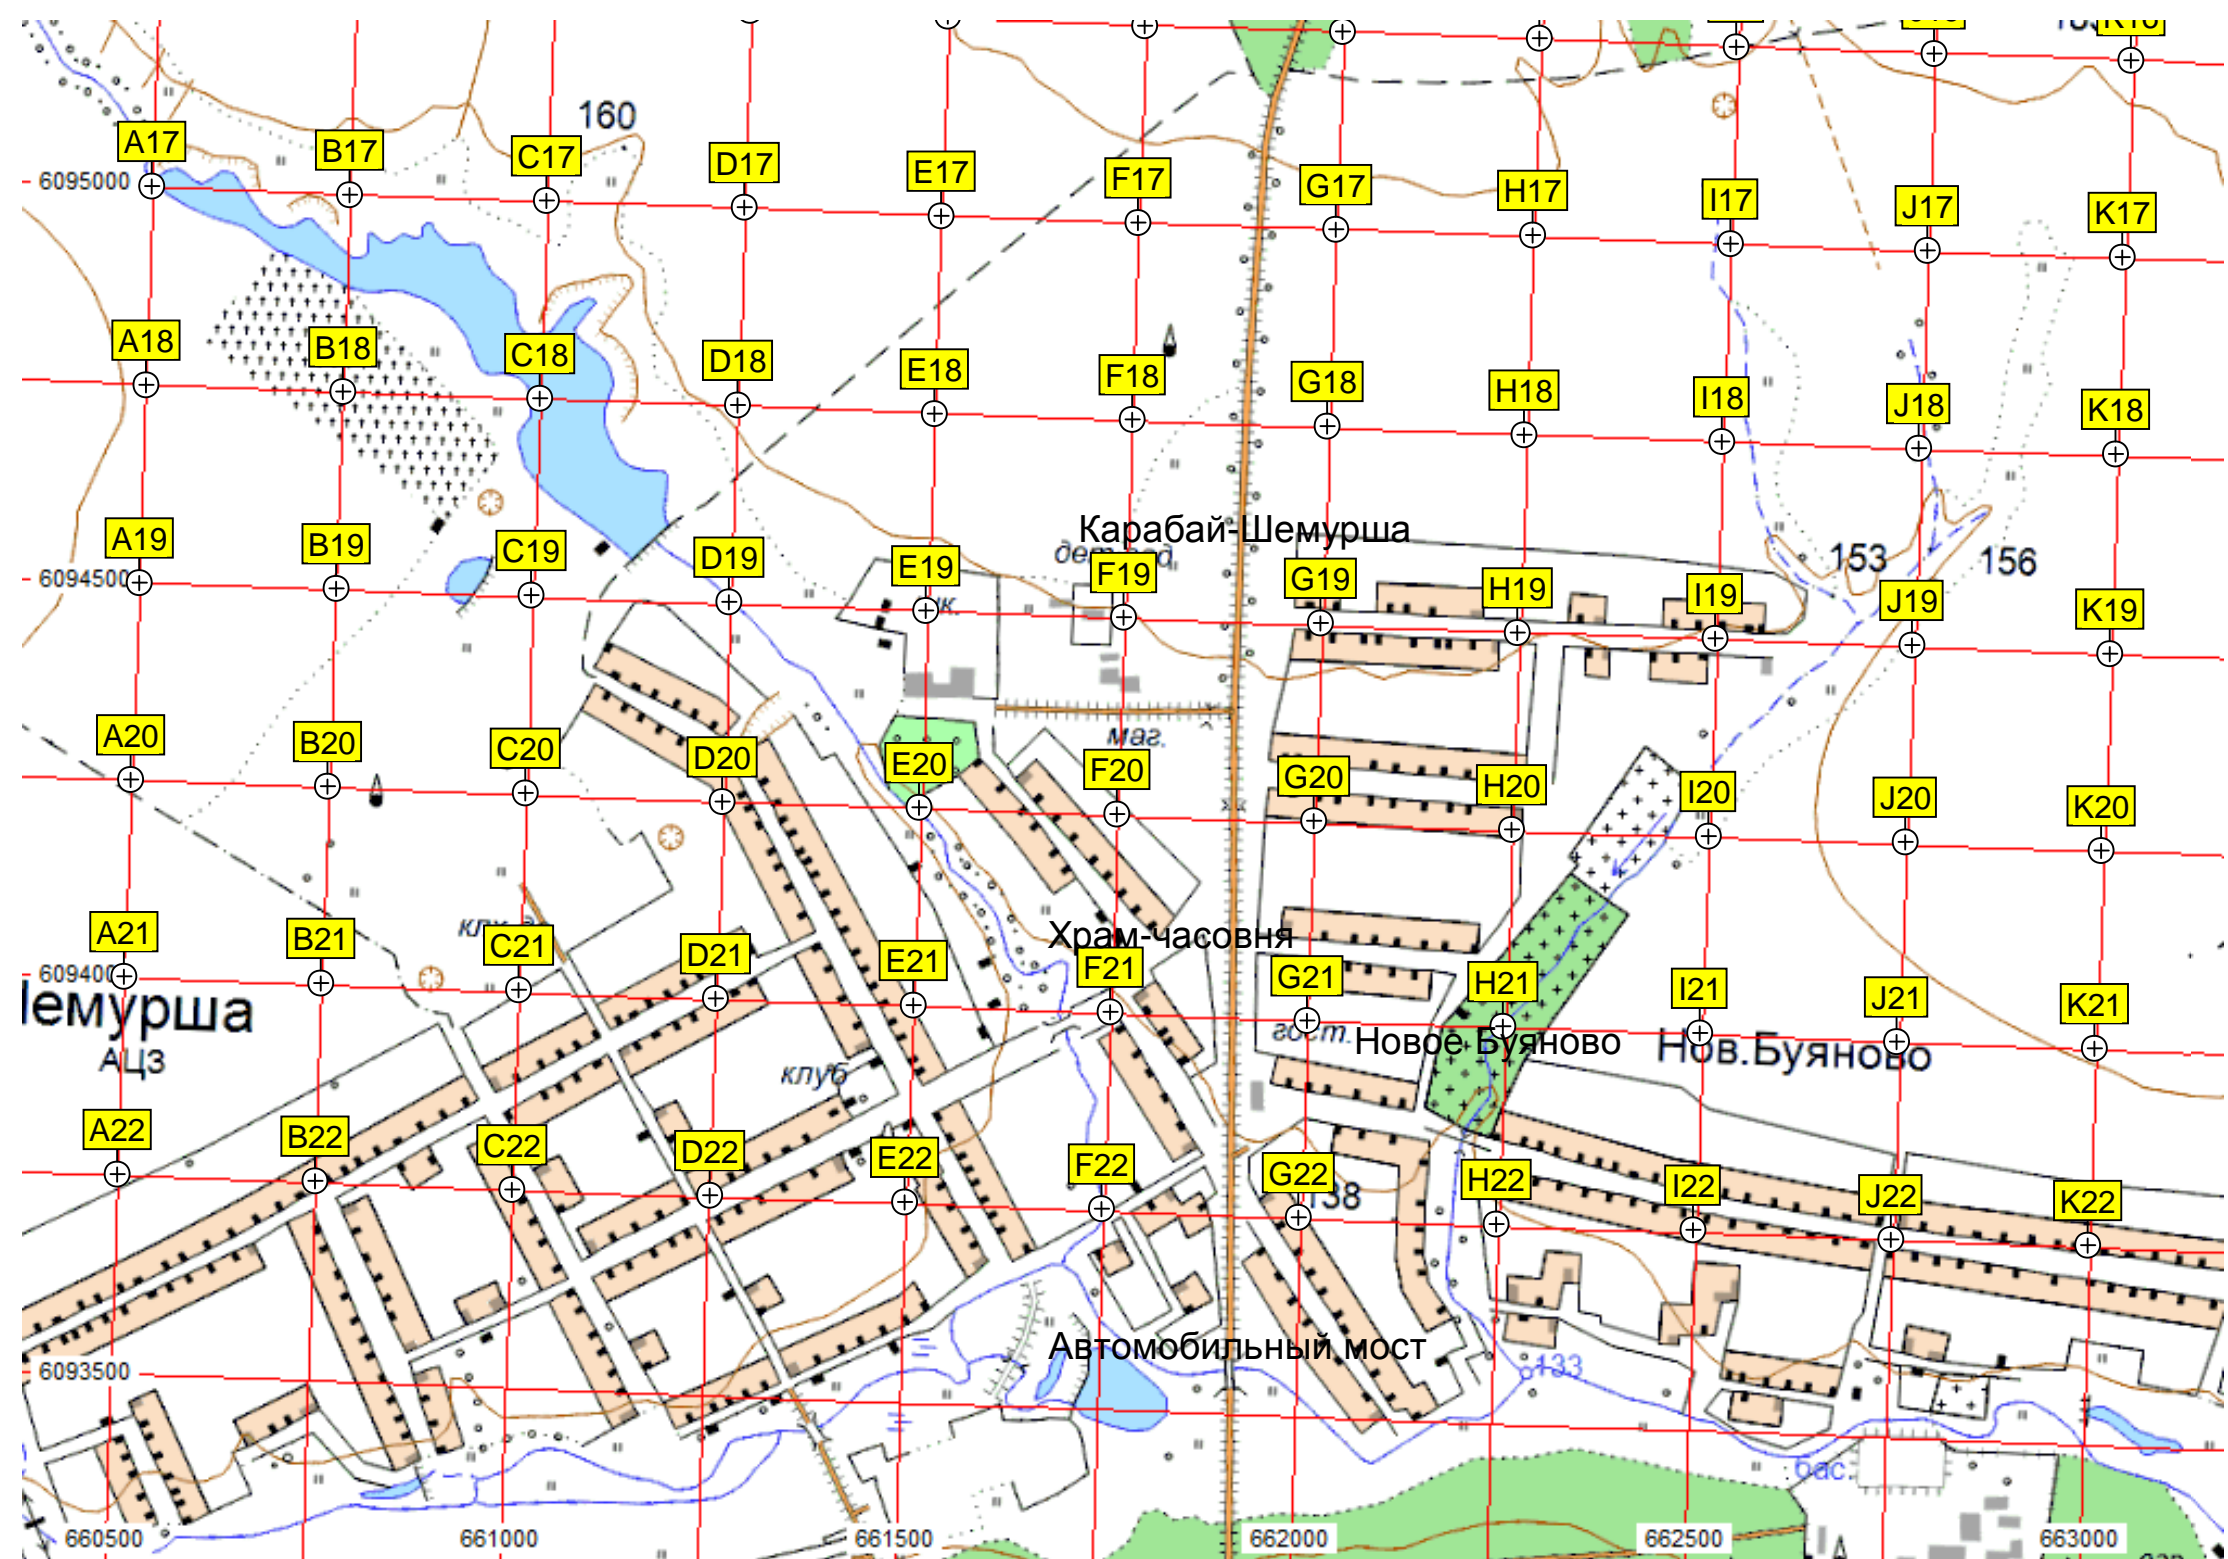 160
A17 B17 C17 D17 E17 F17 G17 H17 I17 J17 K17
6095000
A18 B18 C18 D18 E18 F18 G18 H18 I18 J18 K18
Карабай-Шемурша
153 156
A19 B19 C19 D19 E19 F19 G19 H19 I19 J19 K19
6094500
маг.
A20 B20 C20 D20 E20 F20 G20 H20 I20 J20 K20
Храм-часовня
A21 B21 C21 D21 E21 F21 G21 H21 I21 J21 K21
609400
емурша
гост.
Новое Буяново
Нов.Буяново
АЦЗ
клуб
A22 B22 C22 D22 E22 F22 G22 H22 I22 J22 K22
138
Автомобильный мост
6093500
133
бас.
660500 661000 661500 662000 662500 663000